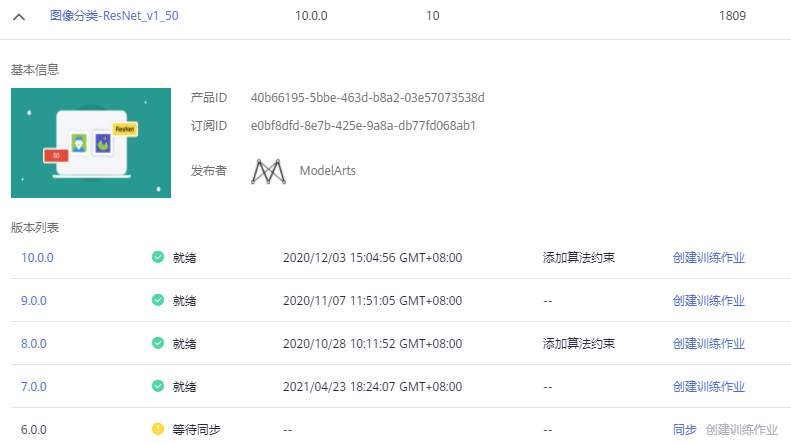 图像分类-ResNet_v1_50 10.0.0 10 1809
基本信息
ResNet
50
产品ID 40b66195-5bbe-463d-b8a2-03e57073538d
订阅ID e0bf8dfd-8e7b-425e-9a8a-db77fd068ab1
发布者 ModelArts
版本列表
10.0.0 就绪 2020/12/03 15:04:56 GMT+08:00 添加算法约束 创建训练作业
9.0.0 就绪 2020/11/07 11:51:05 GMT+08:00 -- 创建训练作业
8.0.0 就绪 2020/10/28 10:11:52 GMT+08:00 添加算法约束 创建训练作业
7.0.0 就绪 2021/04/23 18:24:07 GMT+08:00 -- 创建训练作业
6.0.0 等待同步 -- -- 同步 创建训练作业